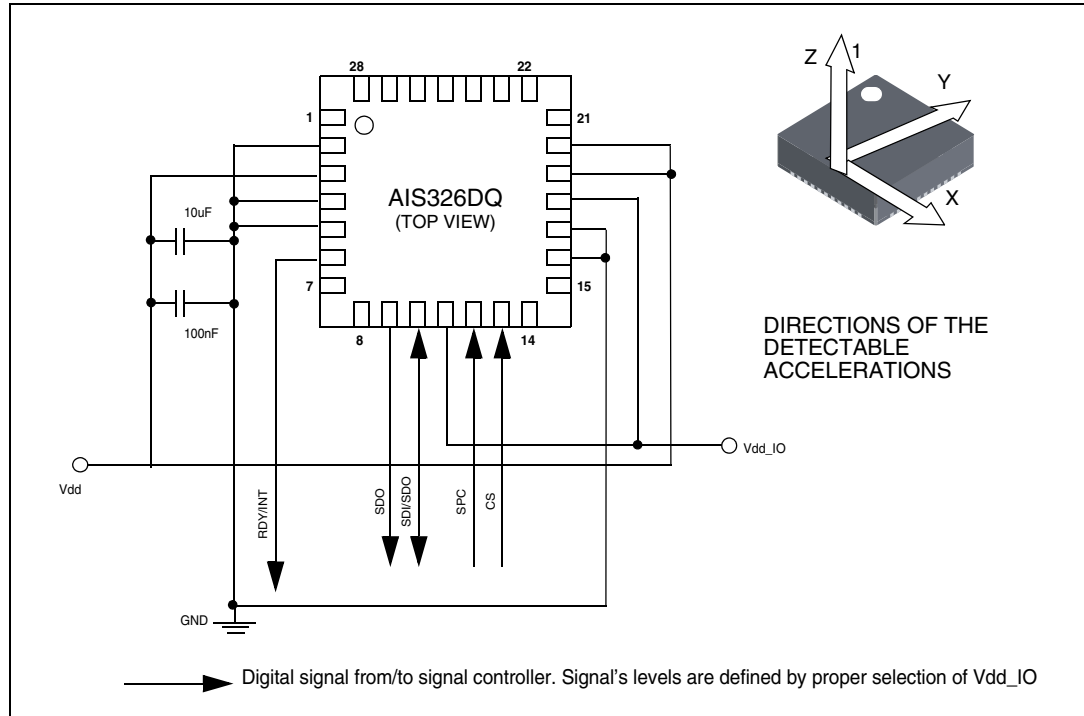 28
22
1
21
AIS326DQ
(TOP VIEW)
10uF
100nF
7
15
8
14
Z
1
Y
X
DIRECTIONS OF THE
DETECTABLE
ACCELERATIONS
Vdd
Vdd_IO
RDY/INT
SDO
SDI/SDO
SPC
CS
GND
Digital signal from/to signal controller. Signal's levels are defined by proper selection of Vdd_IO